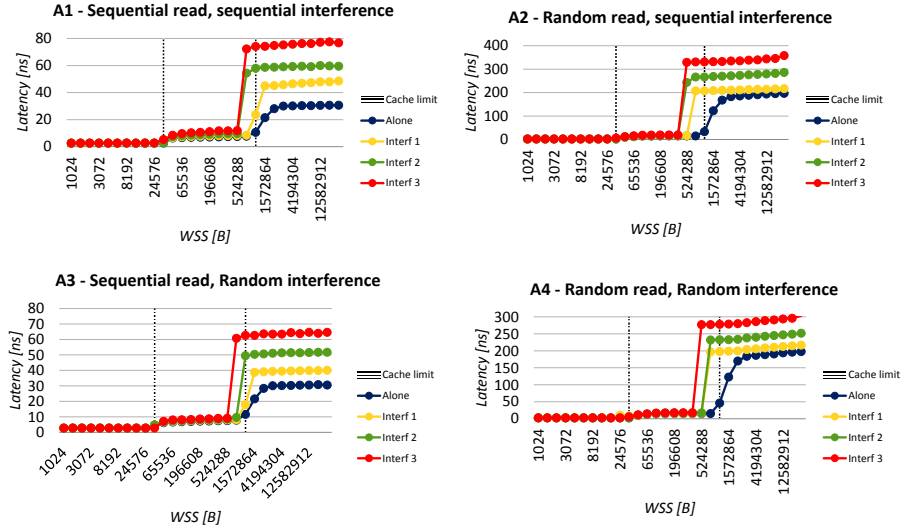 A1 - Sequential read, sequential interference
Latency [ns]
80
60
40
20
0
1024
3072
8192
24576
65536
196608
524288
1572864
4194304
12582912
WSS [B]
Cache limit
Alone
Interf 1
Interf 2
Interf 3
A2 - Random read, sequential interference
Latency [ns]
400
300
200
100
0
1024
3072
8192
24576
65536
196608
524288
1572864
4194304
12582912
WSS [B]
Cache limit
Alone
Interf 1
Interf 2
Interf 3
A3 - Sequential read, Random interference
Latency [ns]
80
70
60
50
40
30
20
10
0
1024
3072
8192
24576
65536
196608
524288
1572864
4194304
12582912
WSS [B]
Cache limit
Alone
Interf 1
Interf 2
Interf 3
A4 - Random read, Random interference
Latency [ns]
300
250
200
150
100
50
0
1024
3072
8192
24576
65536
196608
524288
1572864
4194304
12582912
WSS [B]
Cache limit
Alone
Interf 1
Interf 2
Interf 3